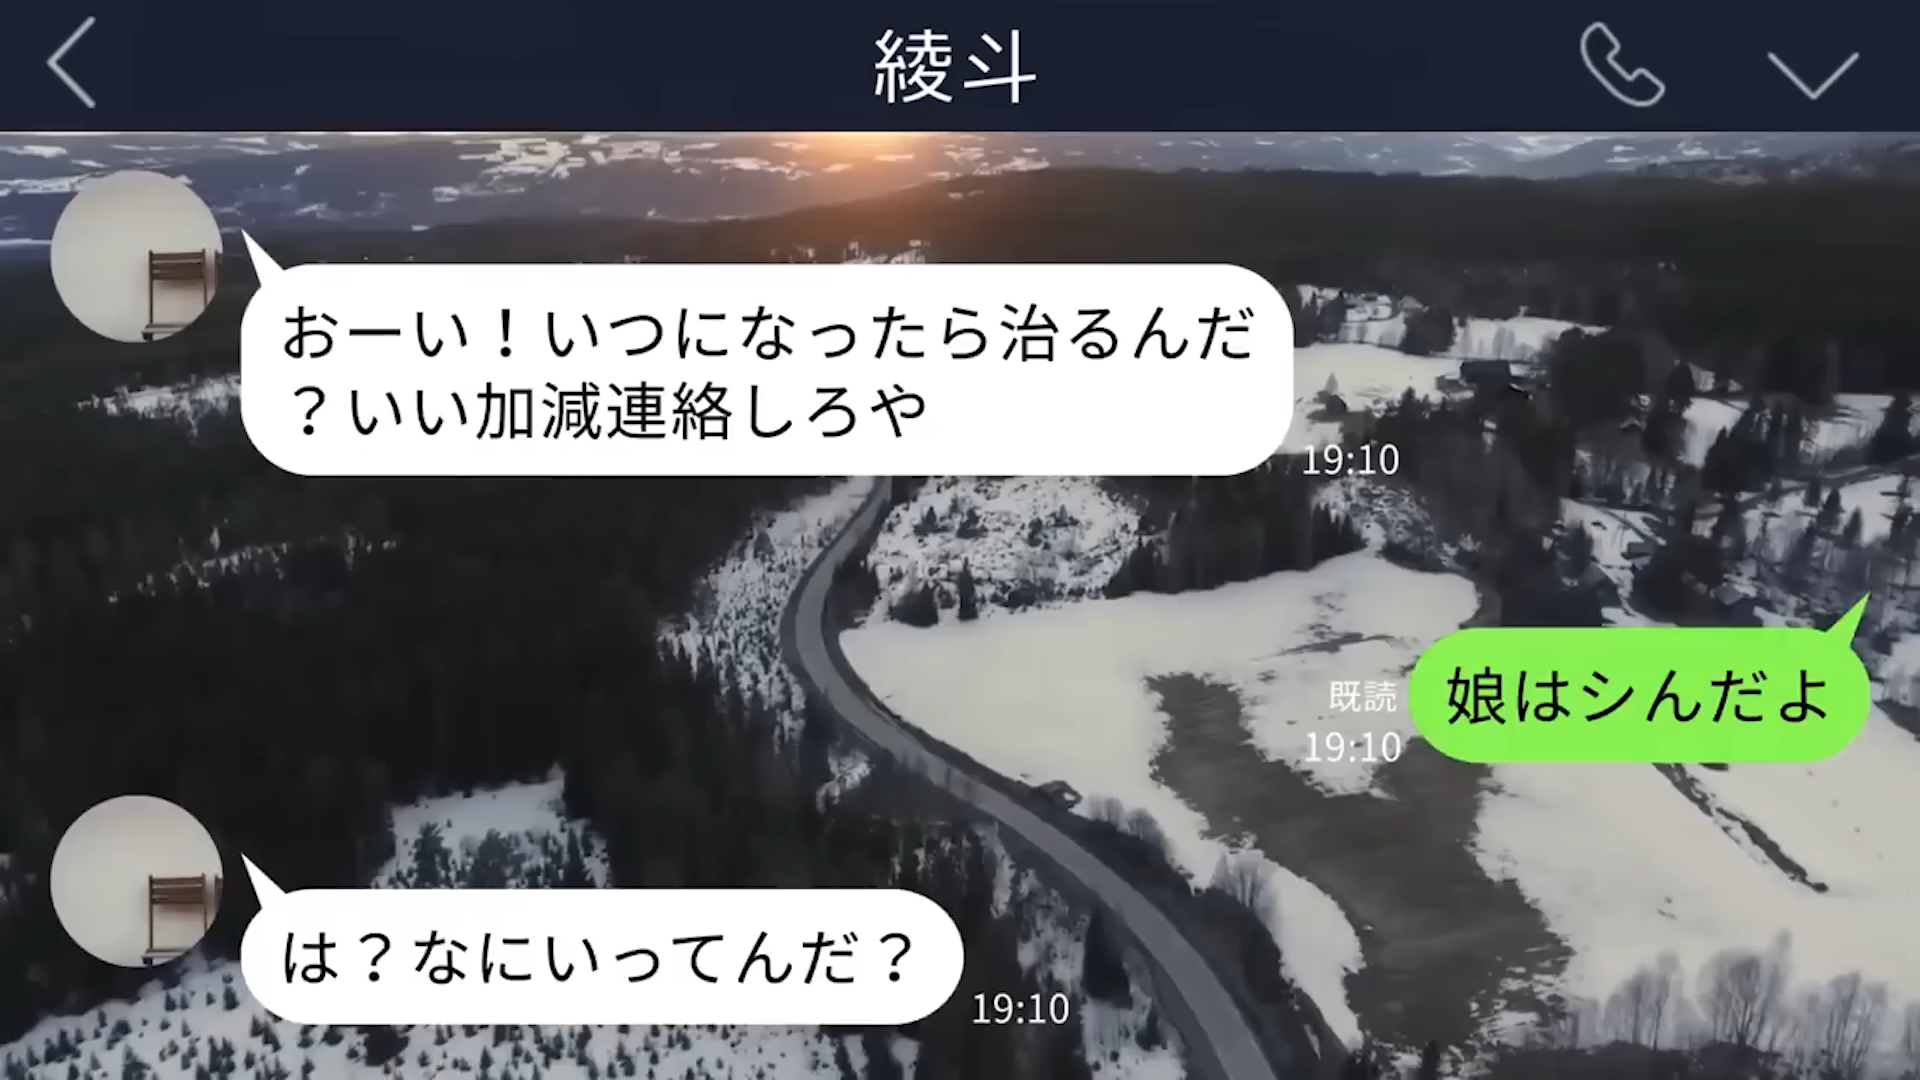 綾斗
おーい！いつになったら治るんだ
？いい加減連絡しろや
19:10
娘はシんだよ
既読
19:10
は？なにいってんだ？
19:10